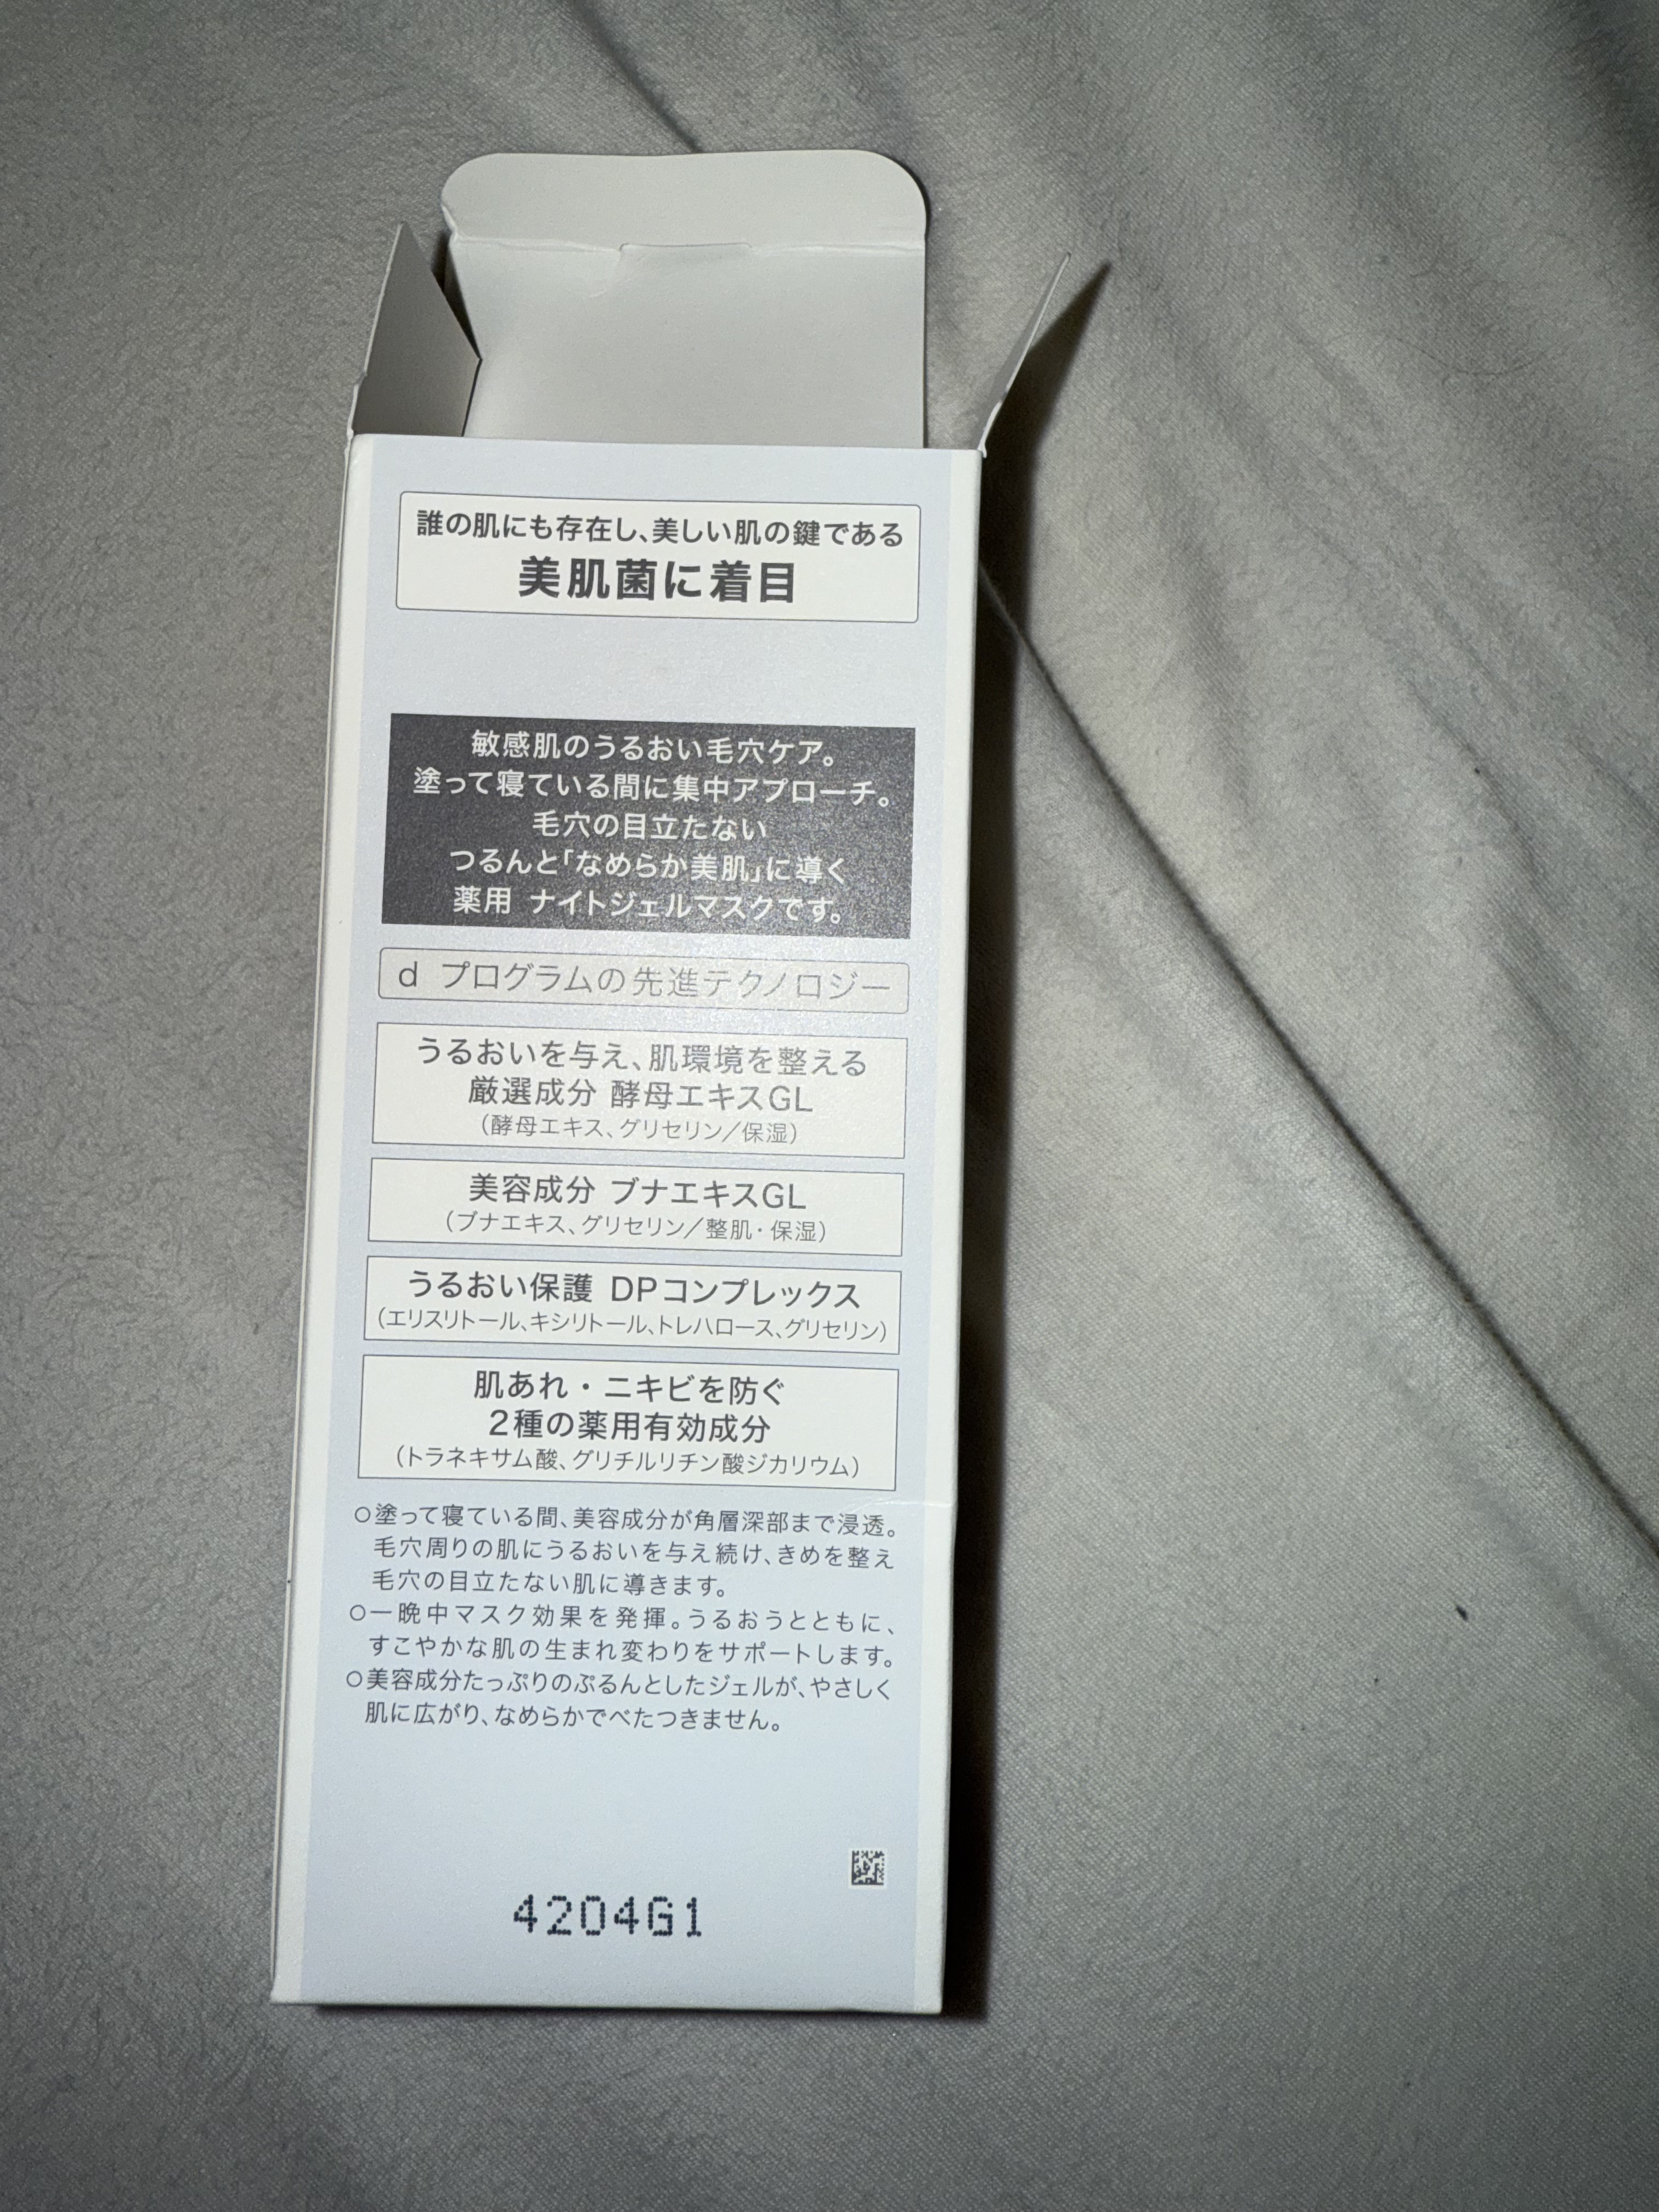 誰の肌にも存在し、美しい肌の鍵である
美肌菌に着目
敏感肌のうるおい毛穴ケア。
塗って寝ている間に集中アプローチ。
毛穴の目立たない
つるんと「なめらか美肌」に導く
薬用 ナイトジェルマスクです。
d プログラムの先進テクノロジー
うるおいを与え、肌環境を整える
厳選成分 酵母エキスGL
（酵母エキス、グリセリン／保湿）
美容成分 ブナエキスGL
（ブナエキス、グリセリン／整肌・保湿）
うるおい保護 DPコンプレックス
（エリスリトール、キシリトール、トレハロース、グリセリン）
肌あれ・ニキビを防ぐ
2種の薬用有効成分
（トラネキサム酸、グリチルリチン酸ジカリウム）
○塗って寝ている間、美容成分が角層深部まで浸透。
毛穴周りの肌にうるおいを与え続け、きめを整え
毛穴の目立たない肌に導きます。
○一晩中マスク効果を発揮。うるおうとともに、
すこやかな肌の生まれ変わりをサポートします。
○美容成分たっぷりのぷるんとしたジェルが、やさしく
肌に広がり、なめらかでべたつきません。
4204G1